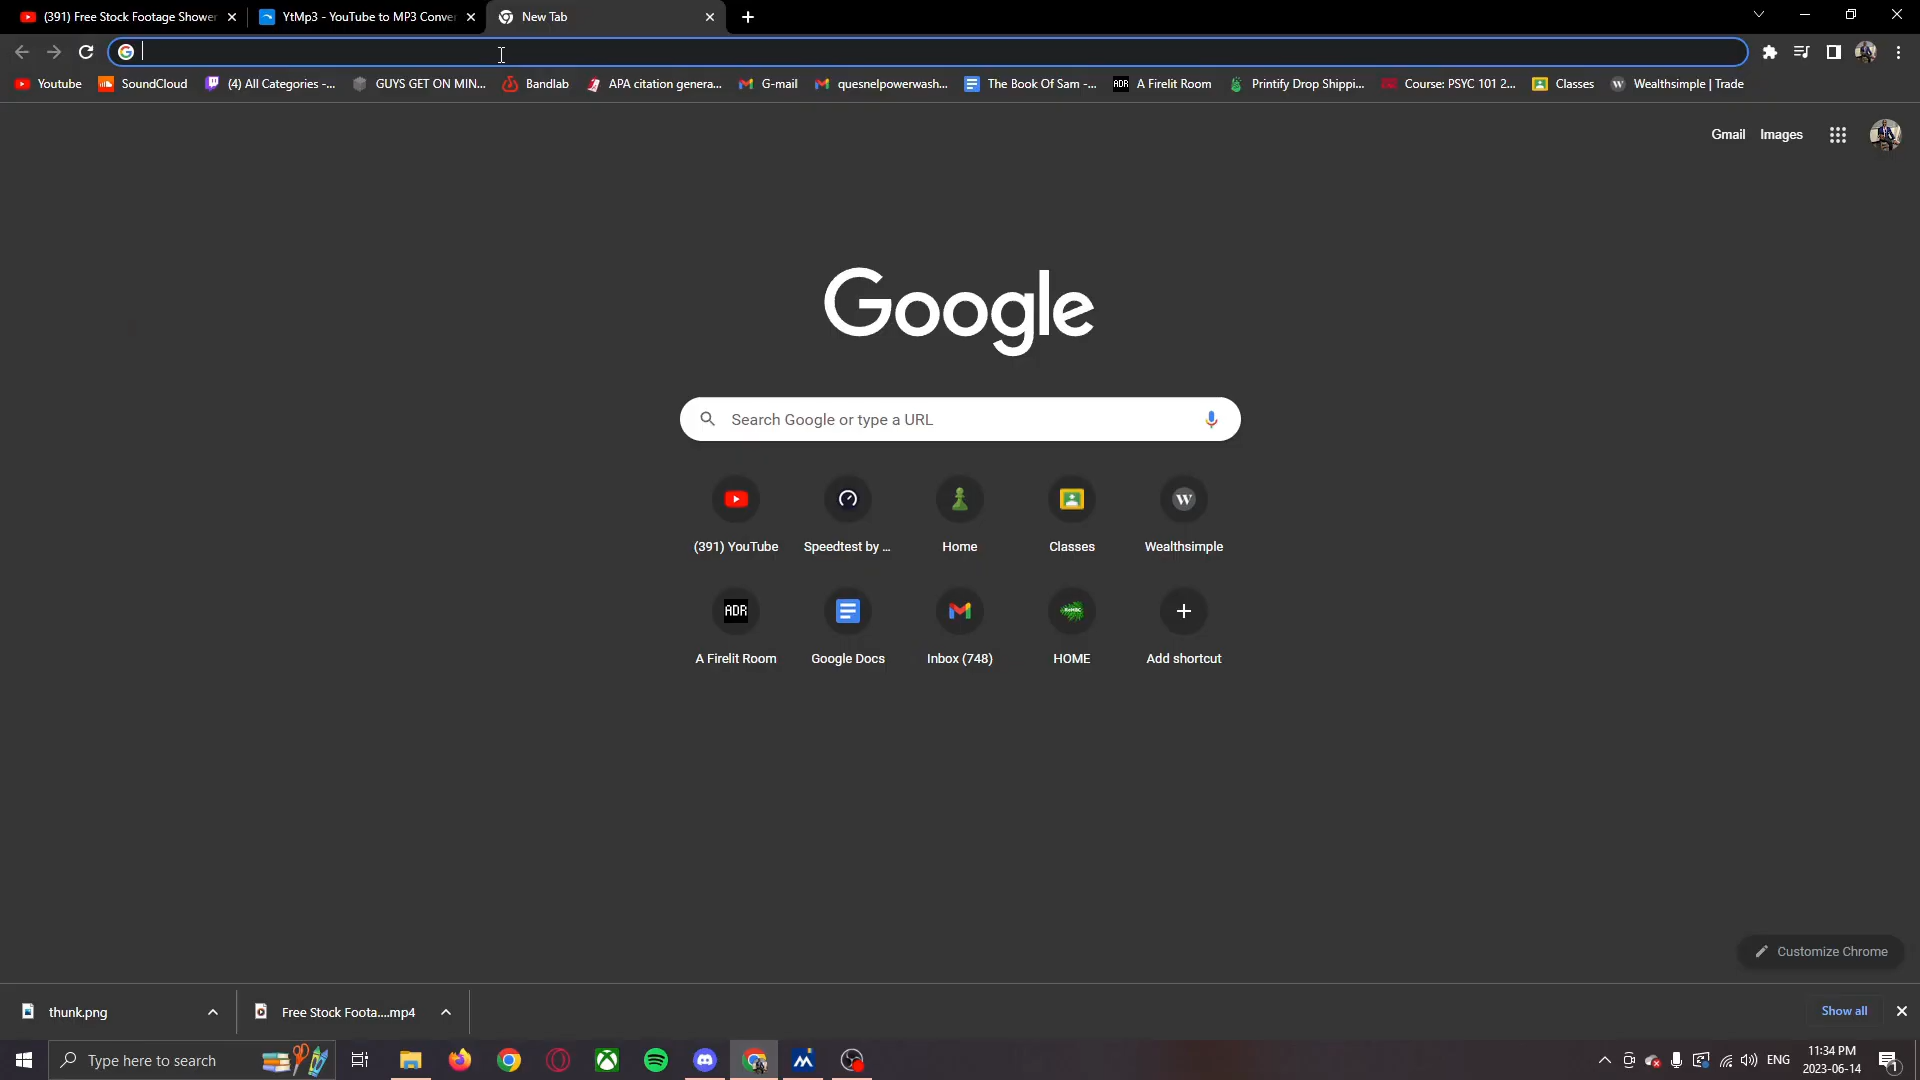 (391) Free Stock Footage Shower
YtMp3 - YouTube to MP3 Conver
New Tab
Youtube
SoundCloud
(4) All Categories -...
GUYS GET ON MIN...
Bandlab
APA citation genera...
G-mail
quesnelpowerwash...
The Book Of Sam -...
ADR
A Firelit Room
Printify Drop Shippi...
Course: PSYC 101 2...
Classes
W
Wealthsimple | Trade
Gmail
Images
Google
Search Google or type a URL
(391) YouTube
Speedtest by ...
Home
Classes
W
Wealthsimple
ADR
A Firelit Room
Google Docs
Inbox (748)
HOME
Add shortcut
Customize Chrome
thunk.png
Free Stock Foota....mp4
Show all
Type here to search
ENG
11:34 PM
2023-06-14
1